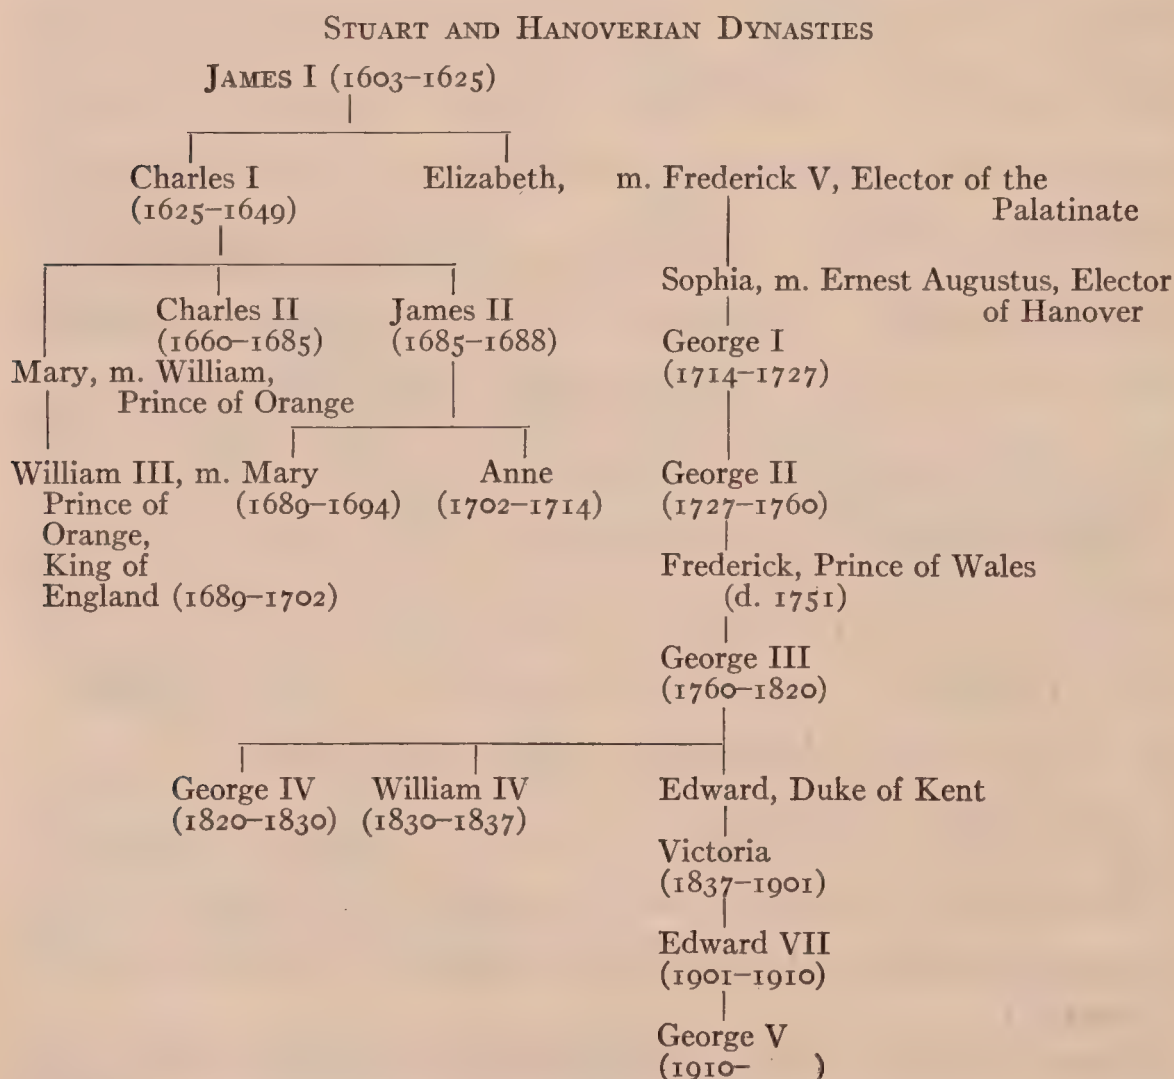 STUART AND HANOVERIAN DYNASTIES
JAMES I (1603–1625)
Charles I
(1625–1649)
Elizabeth, m. Frederick V, Elector of the
Palatinate
Sophia, m. Ernest Augustus, Elector
of Hanover
Charles II
(1660–1685)
James II
(1685–1688)
George I
(1714–1727)
Mary, m. William,
Prince of Orange
William III, m. Mary
Prince of
Orange,
King of
England (1689–1702)
(1689–1694)
Anne
(1702–1714)
George II
(1727–1760)
Frederick, Prince of Wales
(d. 1751)
George III
(1760–1820)
George IV
(1820–1830)
William IV
(1830–1837)
Edward, Duke of Kent
Victoria
(1837–1901)
Edward VII
(1901–1910)
George V
(1910– )